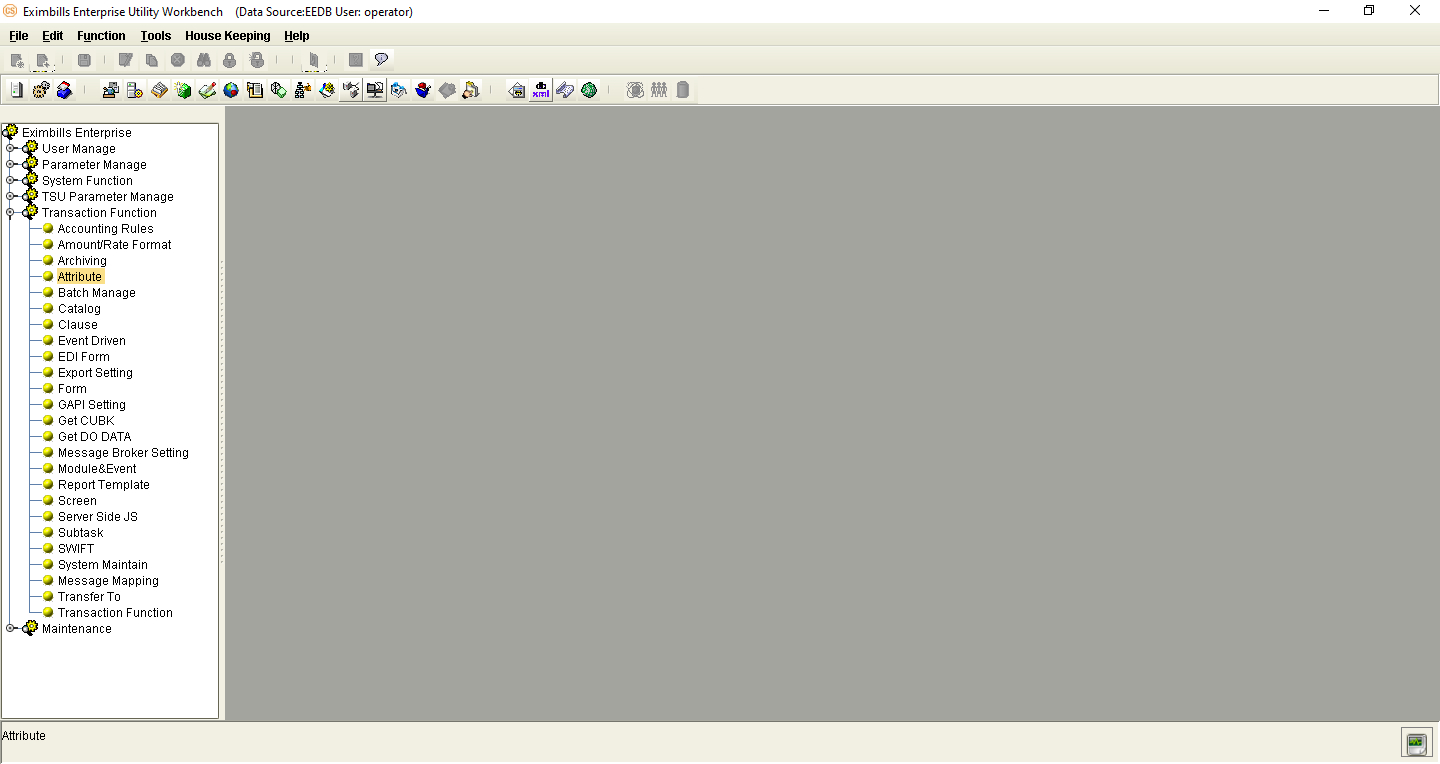 CS Eximbills Enterprise Utility Workbench (Data Source:EEDB User: operator)
File Edit Function Tools House Keeping Help
db
xml
Eximbills Enterprise
User Manage
Parameter Manage
System Function
TSU Parameter Manage
Transaction Function
Accounting Rules
Amount/Rate Format
Archiving
Attribute
Batch Manage
Catalog
Clause
Event Driven
EDI Form
Export Setting
Form
GAPI Setting
Get CUBK
Get DO DATA
Message Broker Setting
Module&Event
Report Template
Screen
Server Side JS
Subtask
SWIFT
System Maintain
Message Mapping
Transfer To
Transaction Function
Maintenance
Attribute